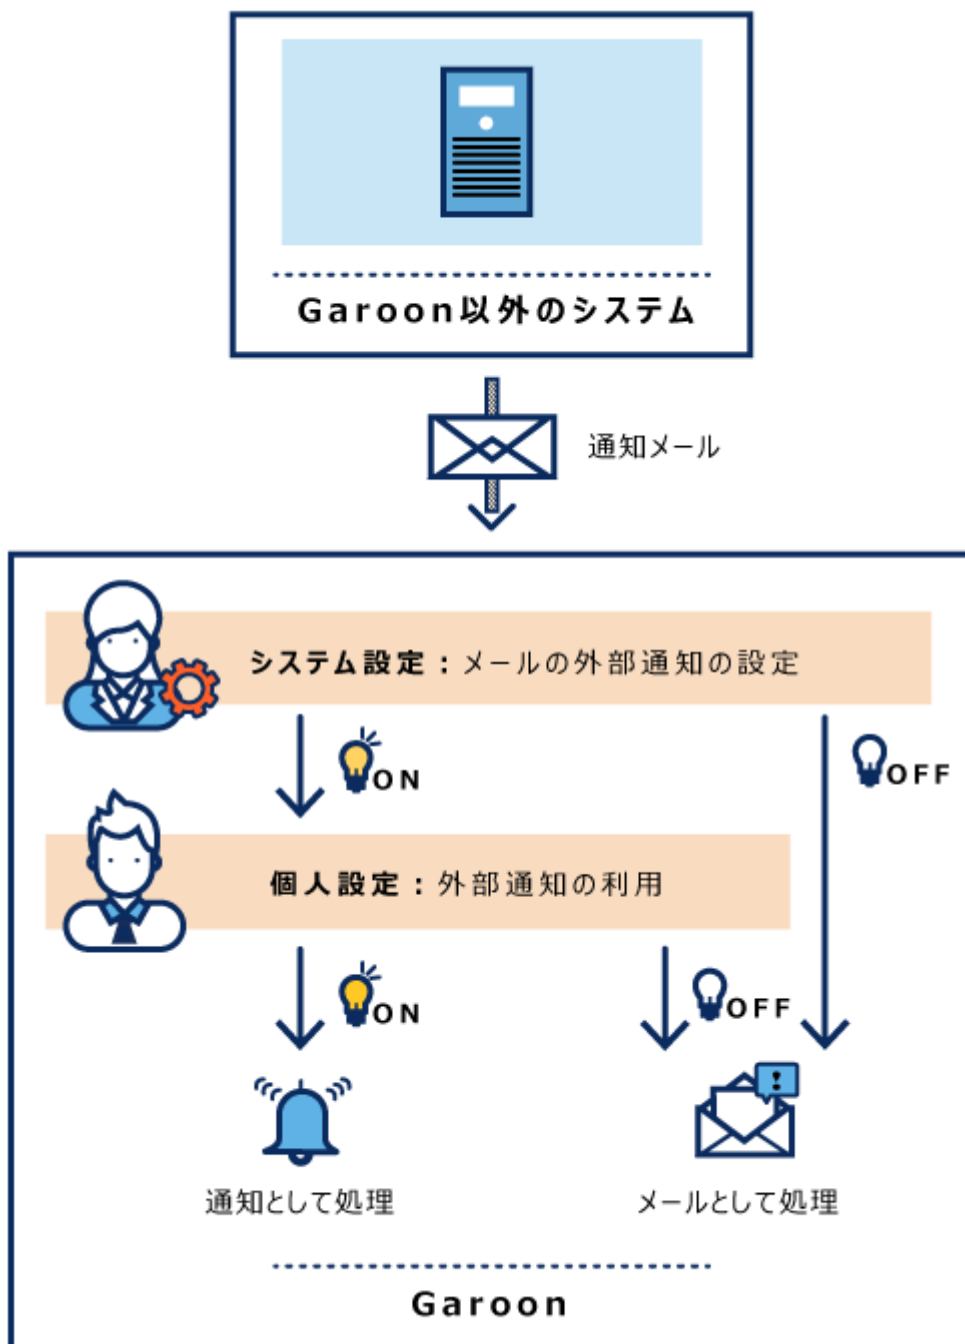 Garoon以外のシステム
通知メール
システム設定：メールの外部通知の設定
ON
OFF
個人設定：外部通知の利用
ON
OFF
!
通知として処理
メールとして処理
Garoon